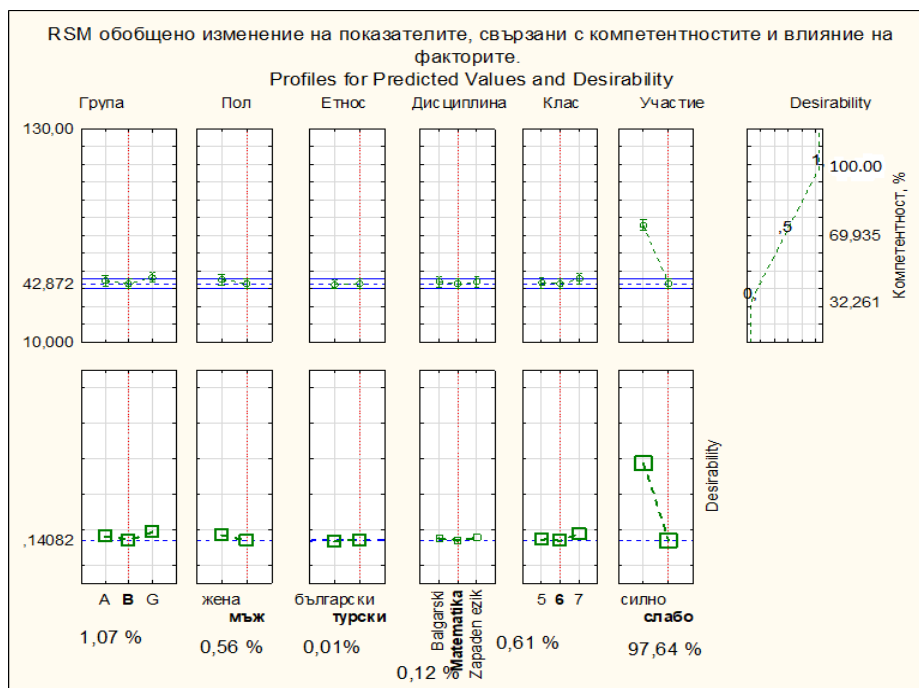 RSM обобщено изменение на показателите, свързани с компетентностите и влияние на
факторите.
Profiles for Predicted Values and Desirability
Група Пол Етнос Дисциплина Клас Участие Desirability
130,00
42,872
10,000
1
,5
0,
100.00
69,935
32,261
Компетентност, %
,14082
Desirability
A B G жена мъж български турски Balgarski Matematika Zapaden ezik 5 6 7 силно слабо
1,07 % 0,56 % 0,01% 0,12 % 0,61 % 97,64 %